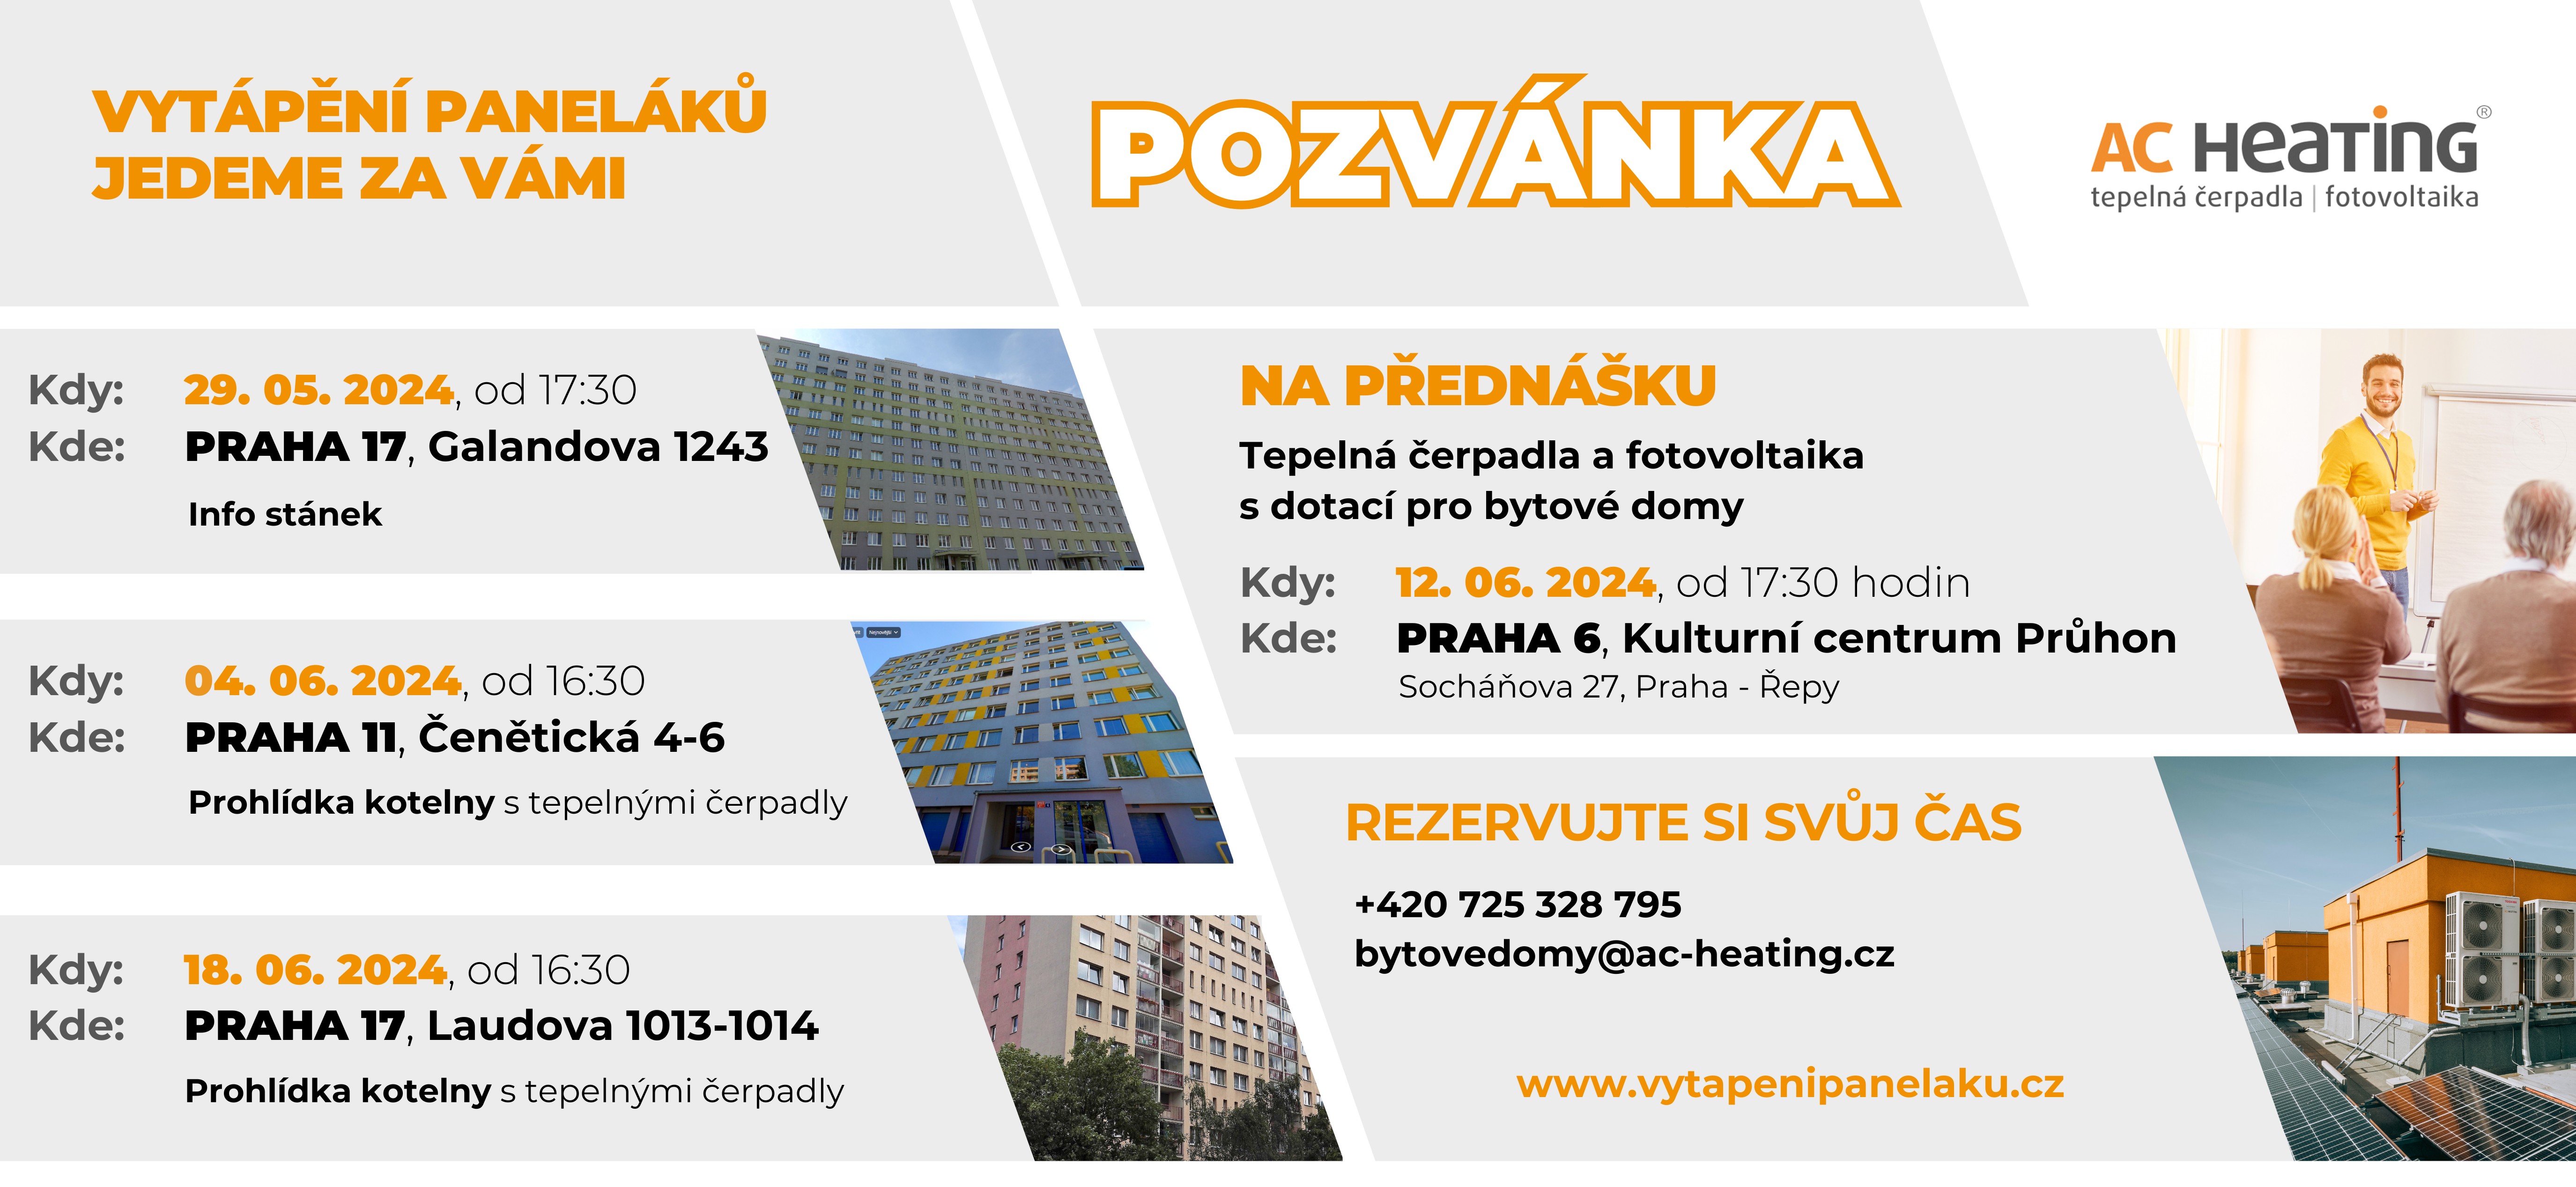 VYTÁPĚNÍ PANELÁKŮ
JEDEME ZA VÁMI
POZVÁNKA
AC Heating®
tepelná čerpadla | fotovoltaika
Kdy: 29. 05. 2024, od 17:30
Kde: PRAHA 17, Galandova 1243
Info stánek
Kdy: 04. 06. 2024, od 16:30
Kde: PRAHA 11, Čenětická 4-6
Prohlídka kotelny s tepelnými čerpadly
Nejnovější
Kdy: 18. 06. 2024, od 16:30
Kde: PRAHA 17, Laudova 1013-1014
Prohlídka kotelny s tepelnými čerpadly
NA PŘEDNÁŠKU
Tepelná čerpadla a fotovoltaika
s dotací pro bytové domy
Kdy: 12. 06. 2024, od 17:30 hodin
Kde: PRAHA 6, Kulturní centrum Průhon
Socháňova 27, Praha - Řepy
REZERVUJTE SI SVŮJ ČAS
+420 725 328 795
bytovedomy@ac-heating.cz
www.vytapenipanelaku.cz